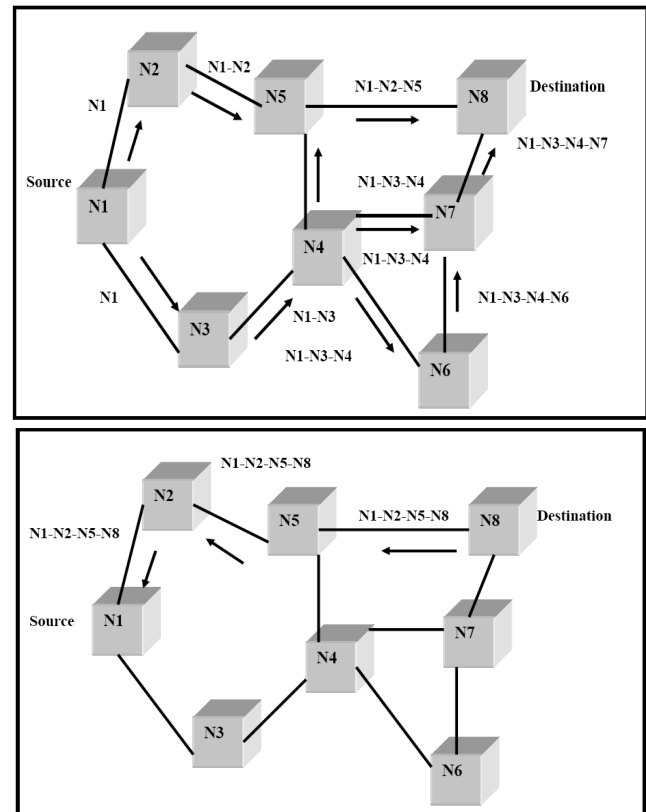 N2
N1-N2
N5
N1-N2-N5
N8
Destination
N1
N1-N3-N4-N7
Source
N1
N1-N3-N4
N7
N4
N1-N3-N4
N1
N1-N3
N1-N3-N4-N6
N3
N1-N3-N4
N6
N1-N2-N5-N8
N2
N5
N1-N2-N5-N8
N8
Destination
N1-N2-N5-N8
N1
Source
N7
N4
N3
N6